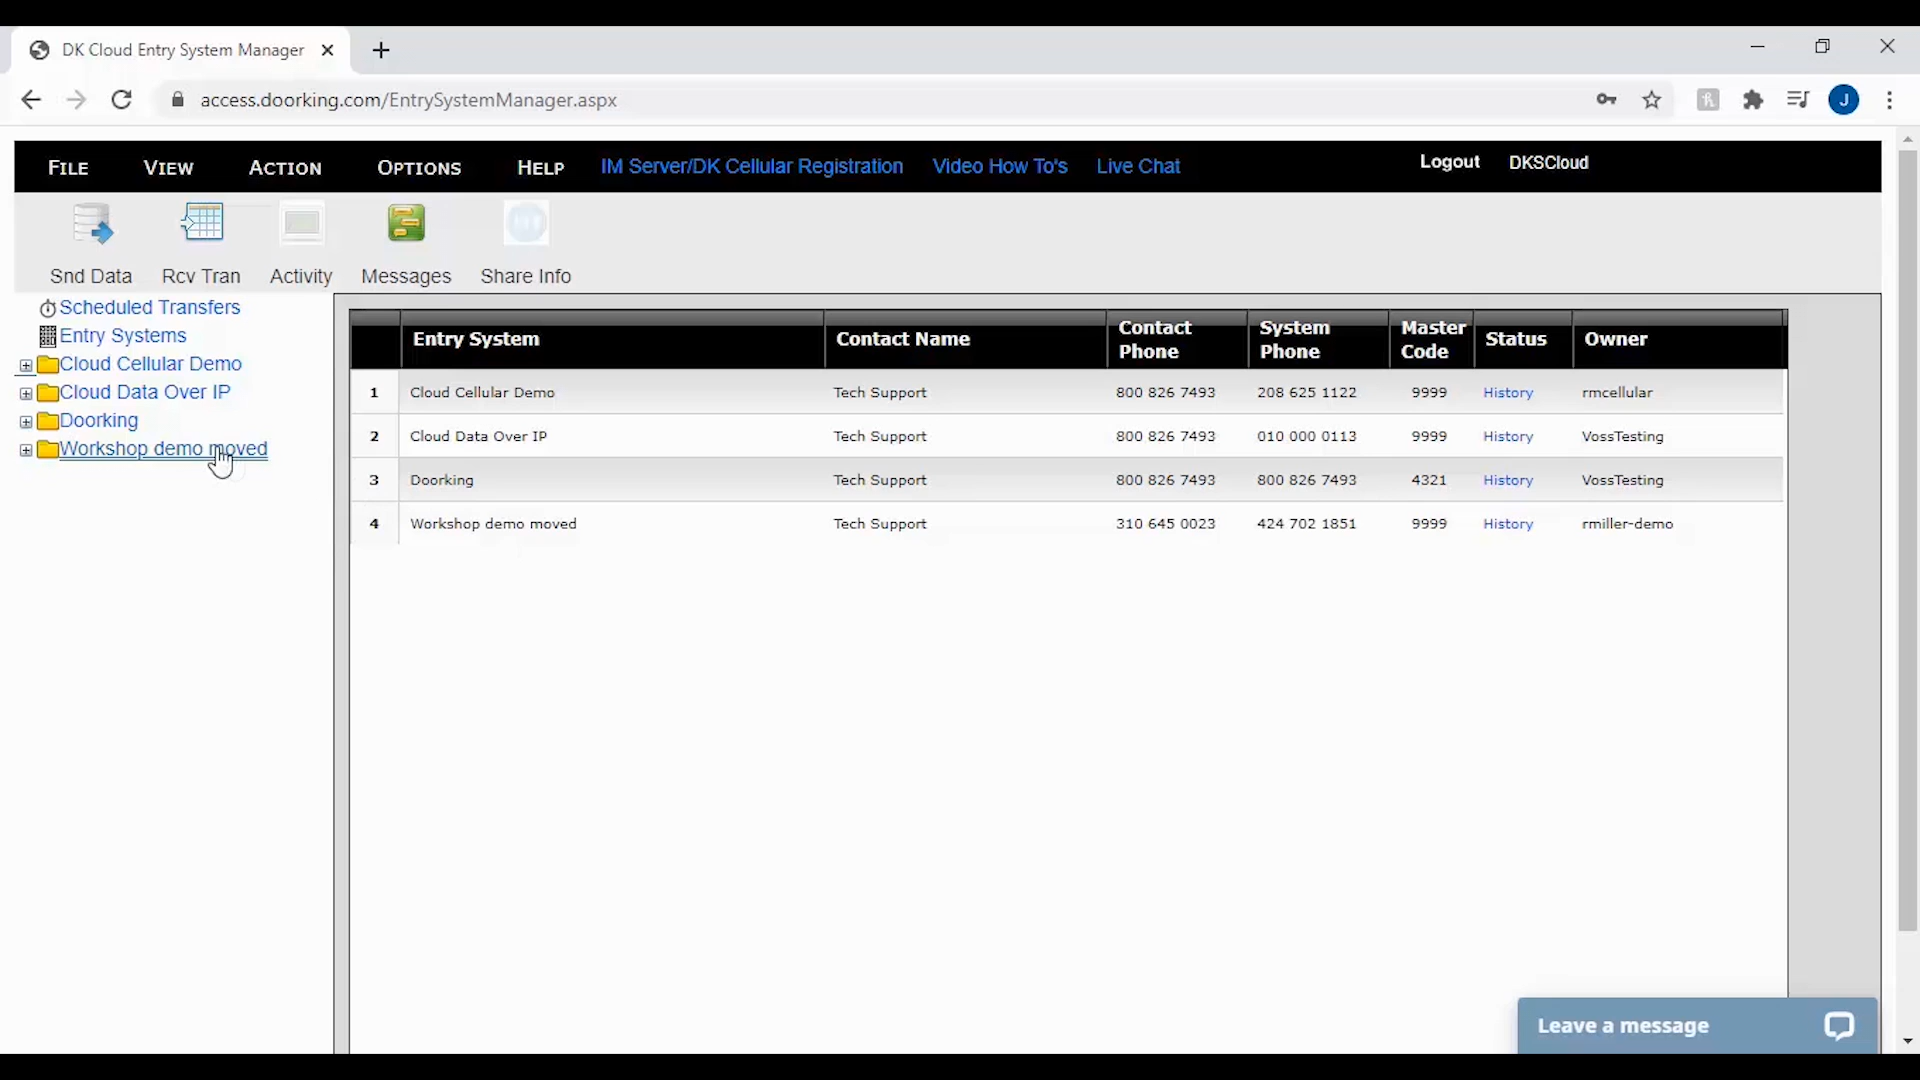 DK Cloud Entry System Manager
access.doorking.com/EntrySystemManager.aspx
J
FILE VIEW ACTION OPTIONS HELP IM Server/DK Cellular Registration Video How To's Live Chat Logout DKSCloud
Snd Data Rcv Tran Activity Messages Share Info
Scheduled Transfers
Entry Systems
Cloud Cellular Demo
Cloud Data Over IP
Doorking
Workshop demo moved
Entry System Contact Name Contact Phone System Phone Master Code Status Owner
1 Cloud Cellular Demo Tech Support 800 826 7493 208 625 1122 9999 History rmcellular
2 Cloud Data Over IP Tech Support 800 826 7493 010 000 0113 9999 History VossTesting
3 Doorking Tech Support 800 826 7493 800 826 7493 4321 History VossTesting
4 Workshop demo moved Tech Support 310 645 0023 424 702 1851 9999 History rmiller-demo
Leave a message